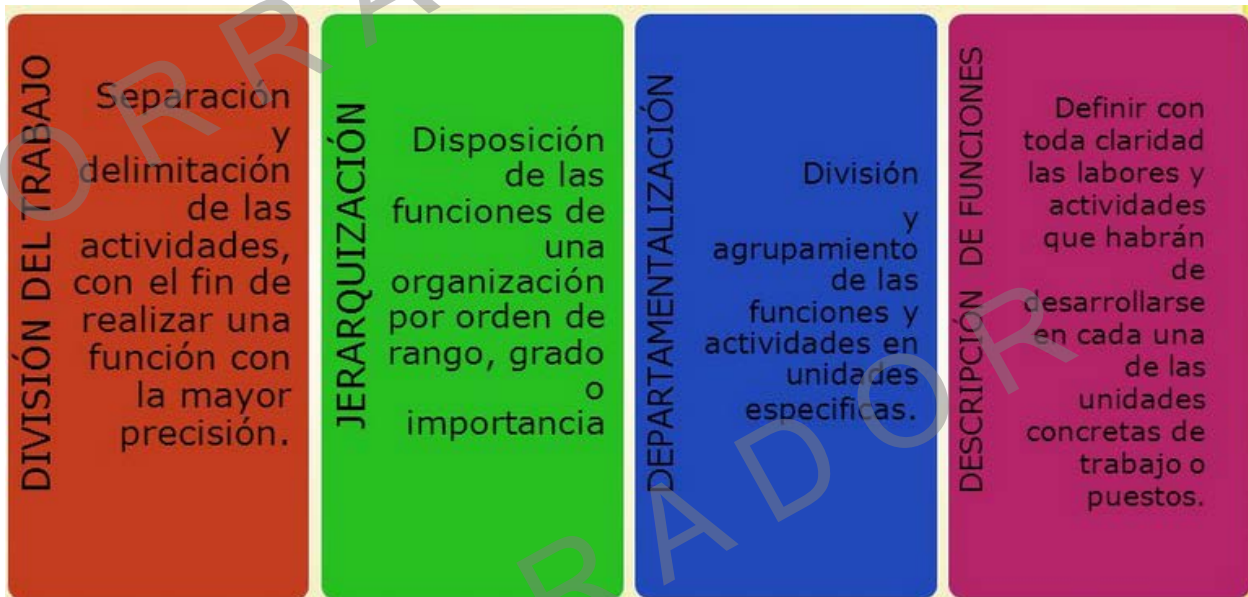 DIVISIÓN DEL TRABAJO
Separación
y
delimitación
de las
actividades,
con el fin de
realizar una
función con
la mayor
precisión.
JERARQUIZACIÓN
Disposición
de las
funciones de
una
organización
por orden de
rango, grado
o
importancia
DEPARTAMENTALIZACIÓN
División
y
agrupamiento
de las
funciones y
actividades en
unidades
especificas.
DESCRIPCIÓN DE FUNCIONES
Definir con
toda claridad
las labores y
actividades
que habrán
de
desarrollarse
en cada una
de las
unidades
concretas de
trabajo o
puestos.
ORRA
RADOR